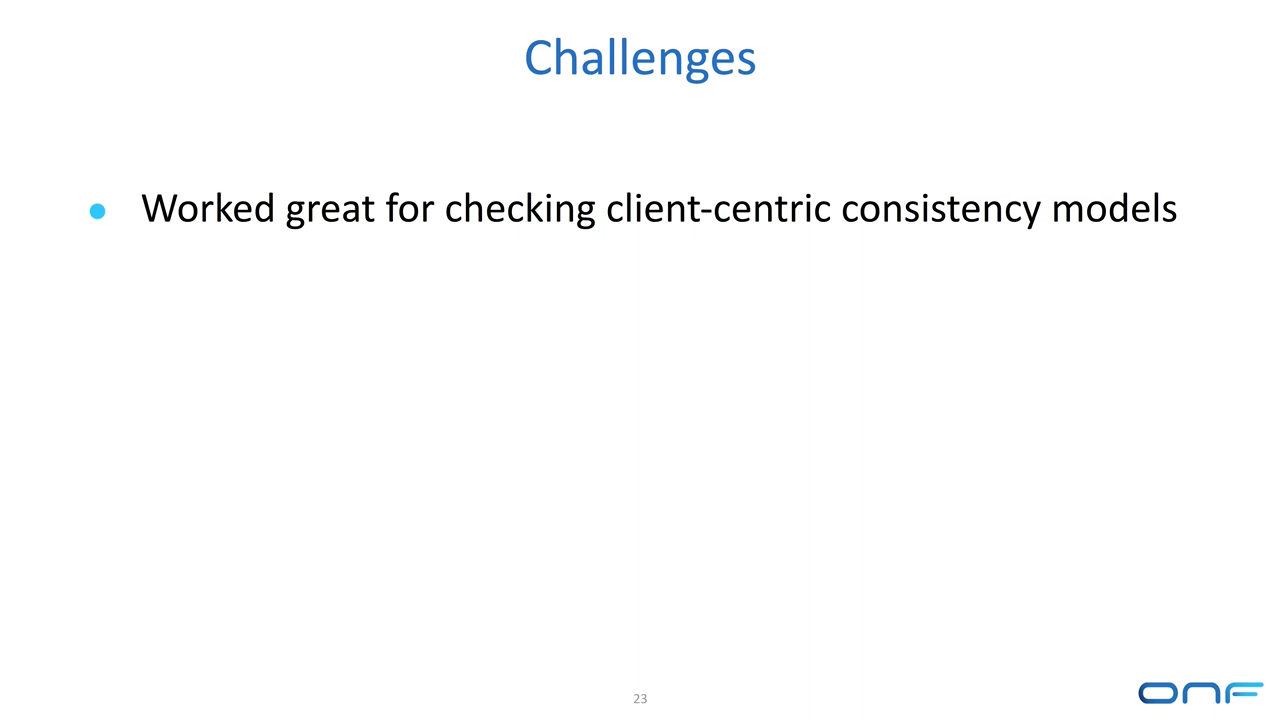 Challenges
● Worked great for checking client-centric consistency models
23
ONF